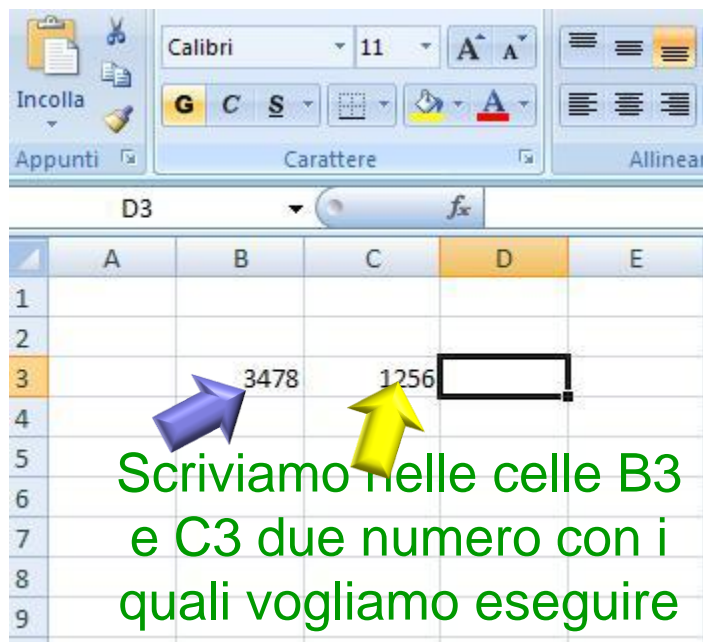 Calibri 11 A A
Incolla
G C S A
Appunti Carattere Allinear
D3 fx
A B C D E
1
2
3 3478 1256
4
5
6
7
8
9
Scriviamo nelle celle B3
e C3 due numero con i
quali vogliamo eseguire